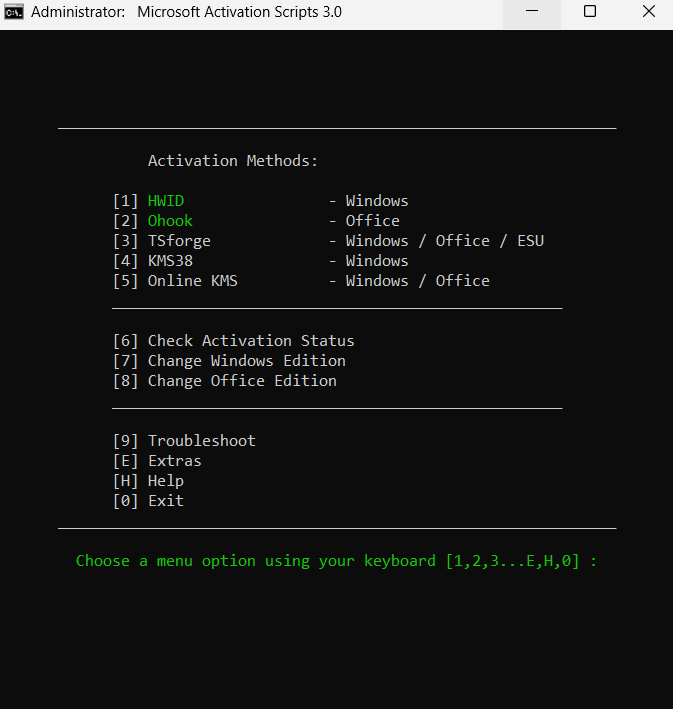 Administrator: Microsoft Activation Scripts 3.0
Activation Methods:
[1] HWID - Windows
[2] Ohook - Office
[3] TSforge - Windows / Office / ESU
[4] KMS38 - Windows
[5] Online KMS - Windows / Office
[6] Check Activation Status
[7] Change Windows Edition
[8] Change Office Edition
[9] Troubleshoot
[E] Extras
[H] Help
[0] Exit
Choose a menu option using your keyboard [1,2,3...E,H,0] :